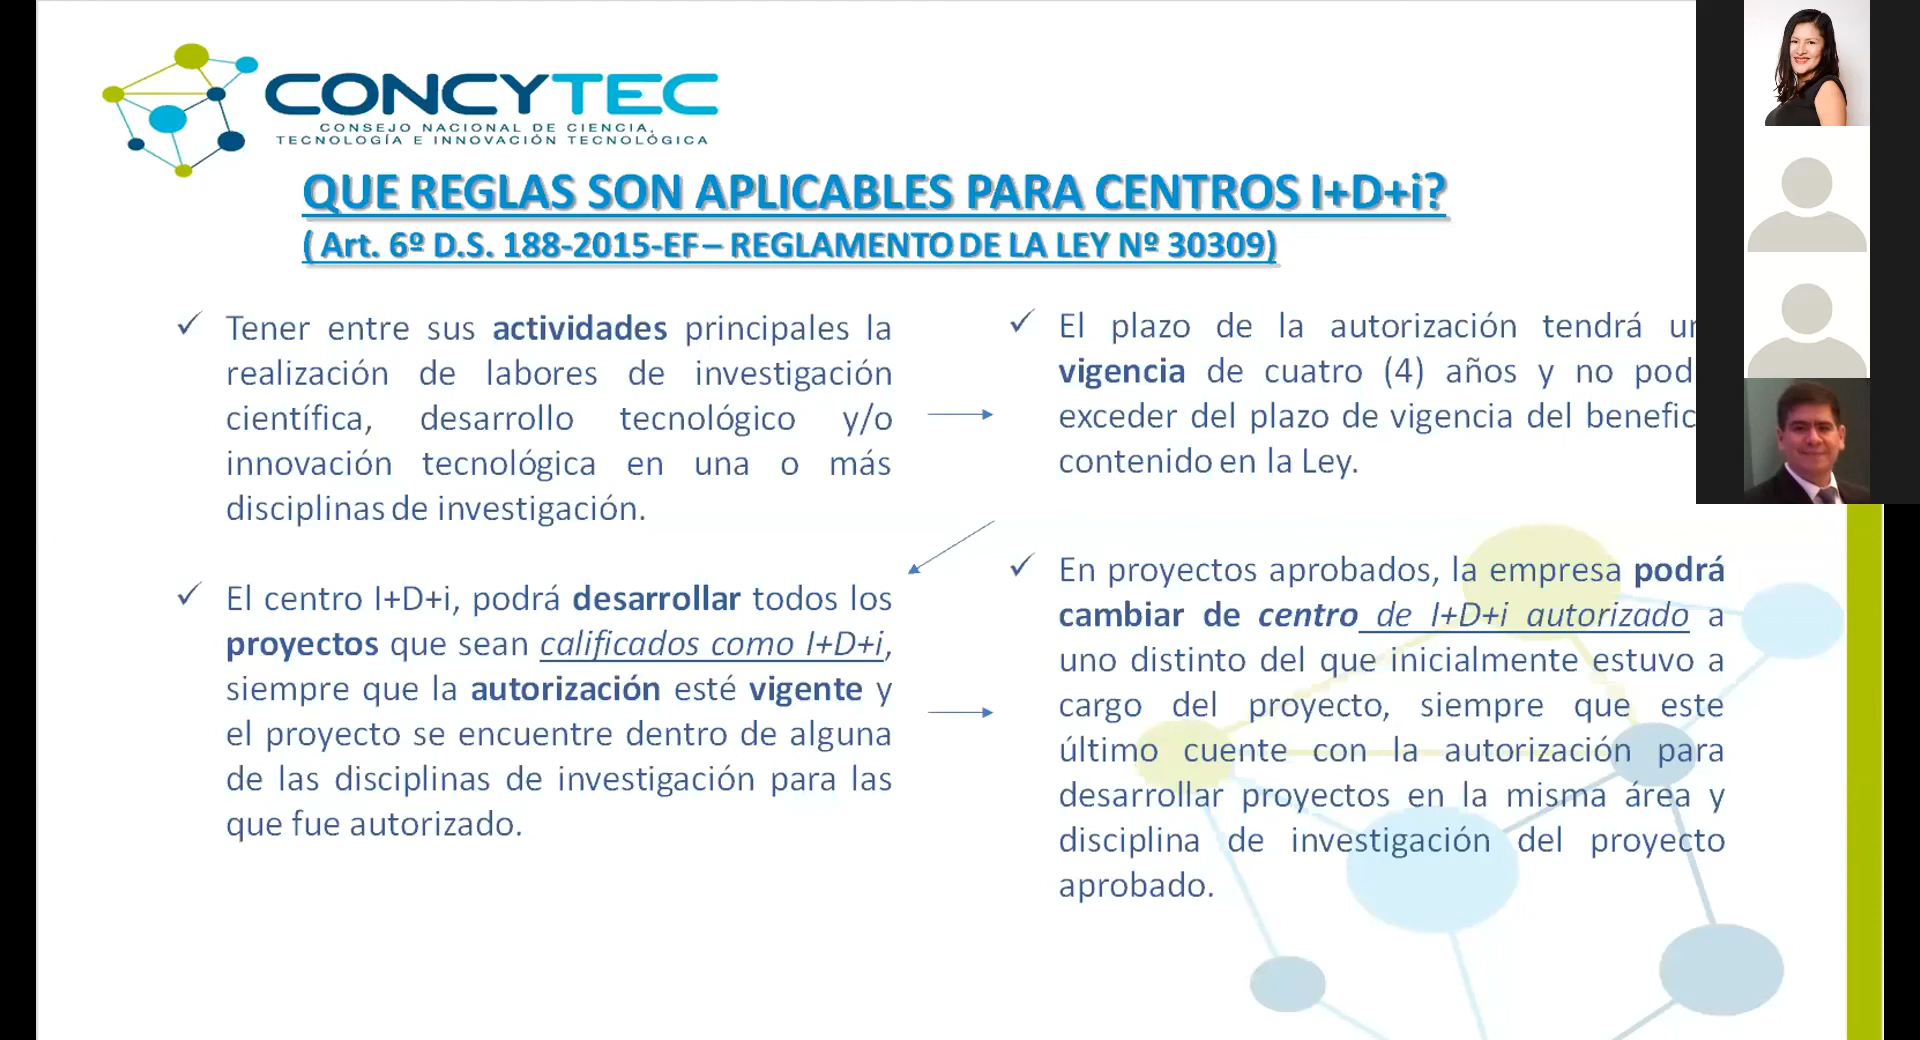 CONCYTEC
CONSEJO NACIONAL DE CIENCIA,
TECNOLOGÍA E INNOVACIÓN TECNOLÓGICA
QUE REGLAS SON APLICABLES PARA CENTROS I+D+i?
( Art. 6º D.S. 188-2015-EF – REGLAMENTO DE LA LEY Nº 30309)
✓ Tener entre sus actividades principales la
realización de labores de investigación
científica, desarrollo tecnológico y/o
innovación tecnológica en una o más
disciplinas de investigación.
✓ El centro I+D+i, podrá desarrollar todos los
proyectos que sean calificados como I+D+i,
siempre que la autorización esté vigente y
el proyecto se encuentre dentro de alguna
de las disciplinas de investigación para las
que fue autorizado.
✓ El plazo de la autorización tendrá
vigencia de cuatro (4) años y no
exceder del plazo de vigencia del
contenido en la Ley.
✓ En proyectos aprobados, la empresa podrá
cambiar de centro de I+D+i autorizado a
uno distinto del que inicialmente estuvo a
cargo del proyecto, siempre que este
último cuente con la autorización para
desarrollar proyectos en la misma área y
disciplina de investigación del proyecto
aprobado.